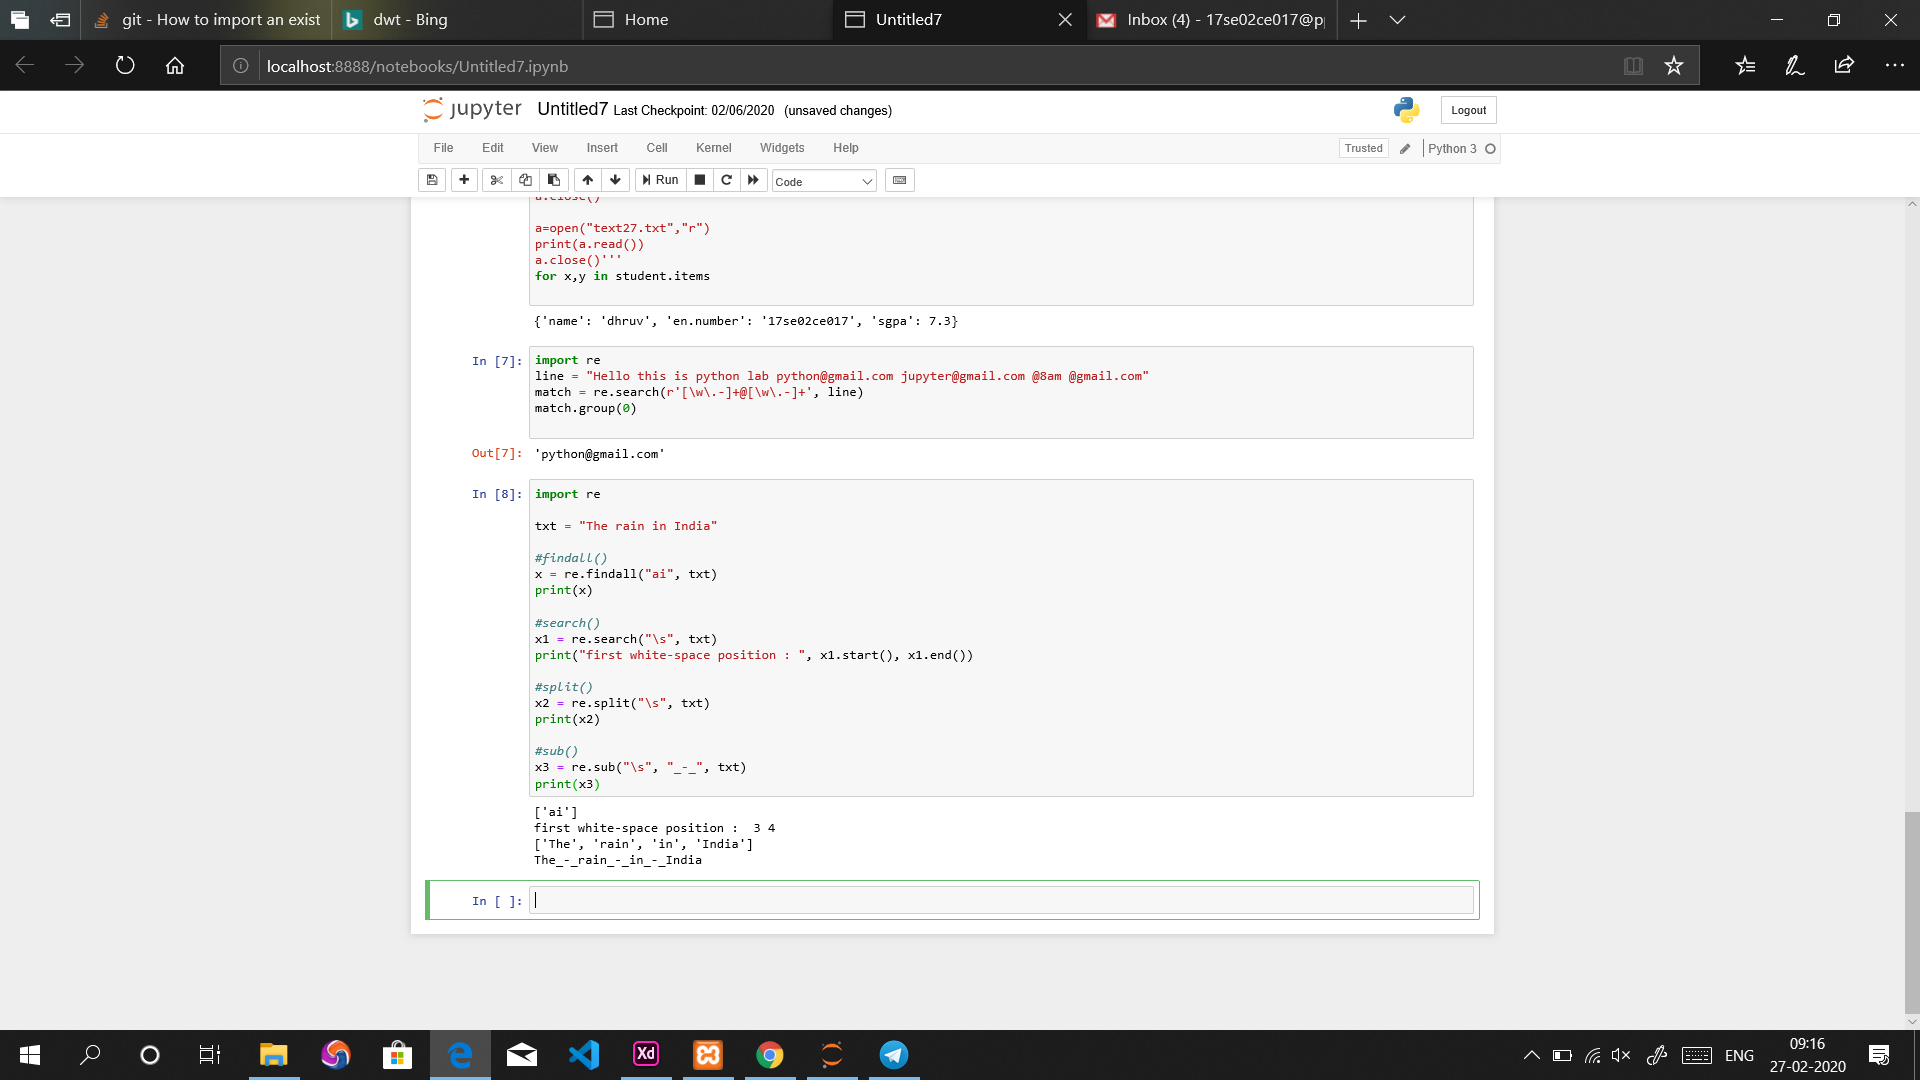 git - How to import an exist
dwt - Bing
Home
Untitled7
Inbox (4) - 17se02ce017@p
localhost:8888/notebooks/Untitled7.ipynb
jupyter Untitled7 Last Checkpoint: 02/06/2020 (unsaved changes)
Logout
File Edit View Insert Cell Kernel Widgets Help
Trusted Python 3
Run Code
a.close()
a=open("text27.txt","r")
print(a.read())
a.close()'''
for x,y in student.items
{'name': 'dhruv', 'en.number': '17se02ce017', 'sgpa': 7.3}
In [7]: import re
line = "Hello this is python lab python@gmail.com jupyter@gmail.com @8am @gmail.com"
match = re.search(r'[\w\.-]+@[\w\.-]+', line)
match.group(0)
Out[7]: 'python@gmail.com'
In [8]: import re
txt = "The rain in India"
#findall()
x = re.findall("ai", txt)
print(x)
#search()
x1 = re.search("\s", txt)
print("first white-space position : ", x1.start(), x1.end())
#split()
x2 = re.split("\s", txt)
print(x2)
#sub()
x3 = re.sub("\s", "_-_", txt)
print(x3)
['ai']
first white-space position :  3 4
['The', 'rain', 'in', 'India']
The_-_rain_-_in_-_India
In [ ]:
Xd
ENG
09:16
27-02-2020